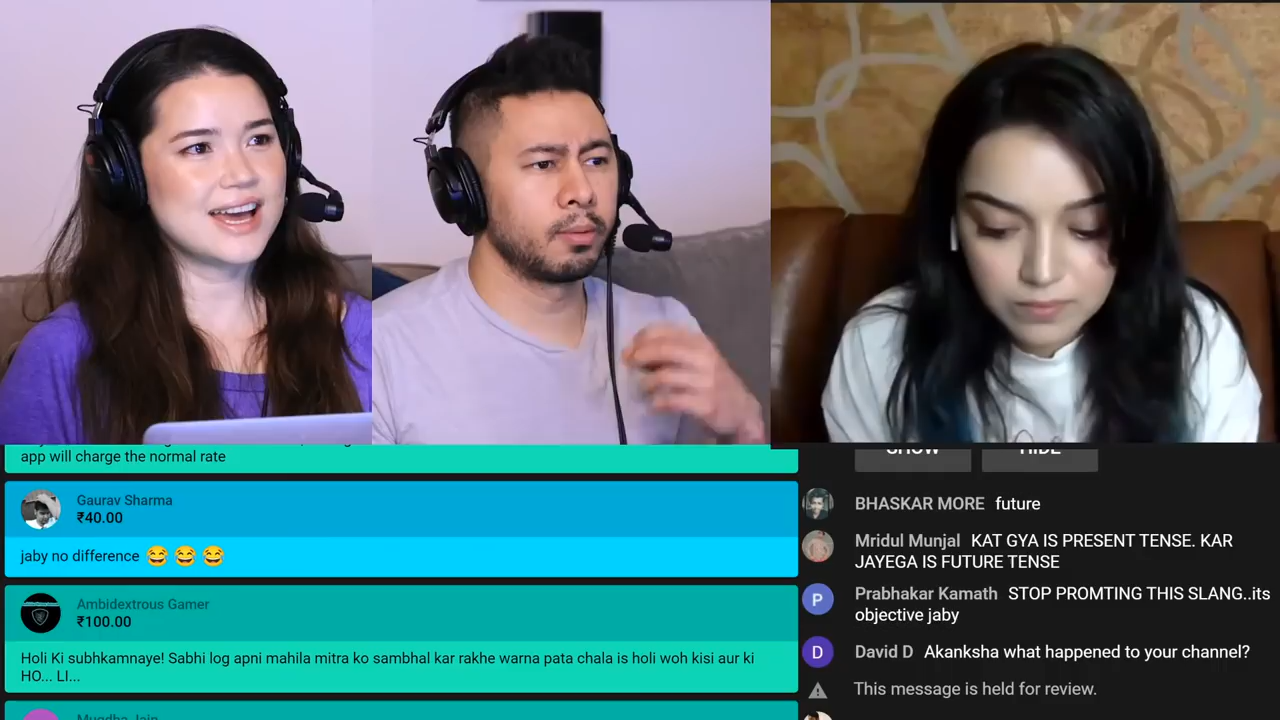 app will charge the normal rate
Gaurav Sharma
₹40.00
jaby no difference 😂 😂 😂
Ambidextrous Gamer
₹100.00
Holi Ki subhkamnaye! Sabhi log apni mahila mitra ko sambhal kar rakhe warna pata chala is holi woh kisi aur ki
HO... LI...
Mugdha Jain
SHOW HIDE
BHASKAR MORE future
Mridul Munjal KAT GYA IS PRESENT TENSE. KAR
JAYEGA IS FUTURE TENSE
P
Prabhakar Kamath STOP PROMTING THIS SLANG..its
objective jaby
D
David D Akanksha what happened to your channel?
This message is held for review.